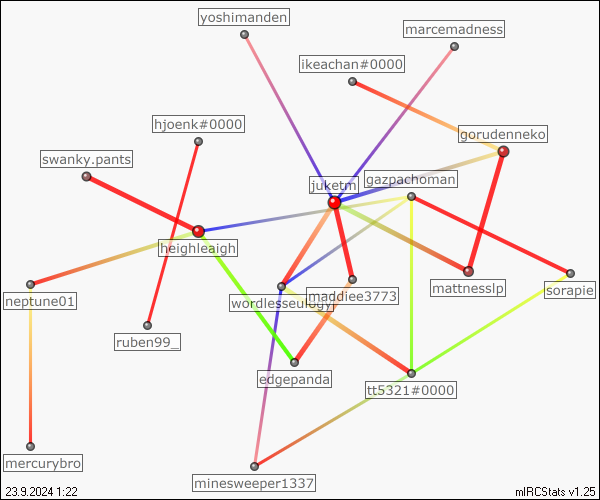 yoshimanden
marcemadness
ikeachan#0000
hjoenk#0000
gorudenneko
swanky.pants
gazpachoman
juketm
heighleaigh
mattnesslp
sorapie
neptune01
wordlesseulogy
maddiee3773
ruben99_
edgepanda
tt5321#0000
mercurybro
minesweeper1337
23.9.2024 1:22
mIRCStats v1.25